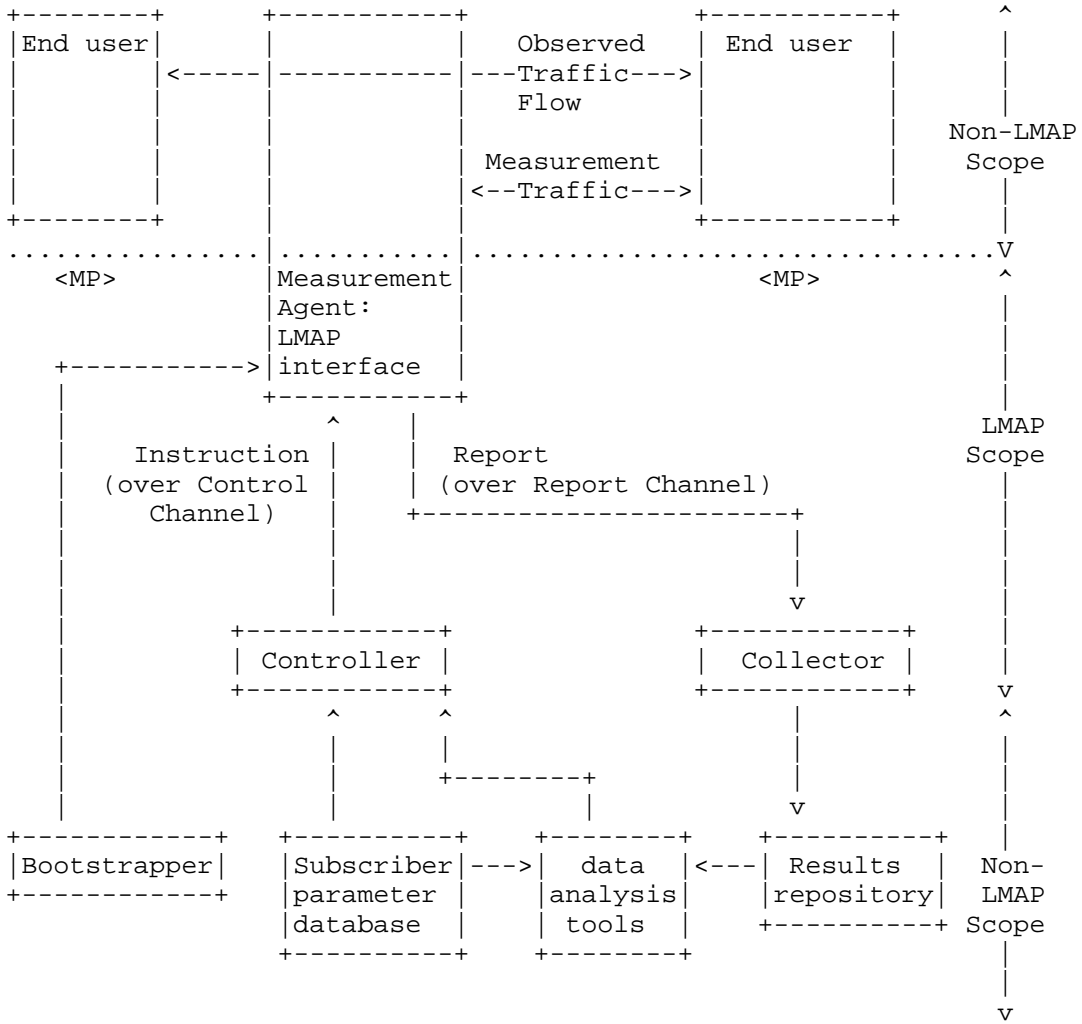 End user Observed End user
Traffic
Flow
Non-LMAP
Measurement Scope
Traffic
<MP> Measurement <MP>
Agent:
LMAP
interface
LMAP
Instruction Report Scope
(over Control (over Report Channel)
Channel)
Controller Collector
Bootstrapper Subscriber data Results Non-
parameter analysis repository LMAP
database tools Scope